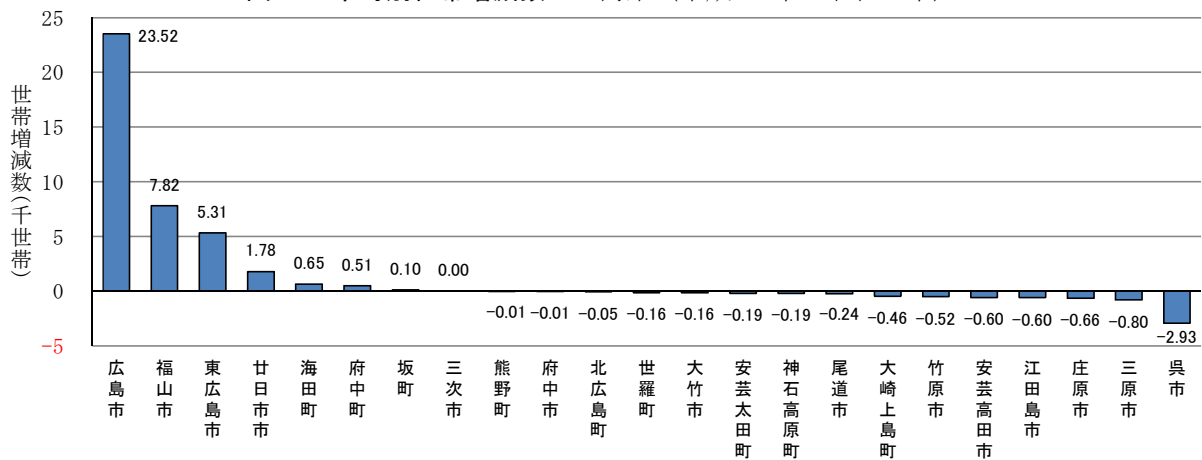 世帯増減数(千世帯)
25
20
15
10
5
0
-5
23.52
7.82
5.31
1.78
0.65
0.51
0.10
0.00
-0.01
-0.01
-0.05
-0.16
-0.16
-0.19
-0.19
-0.24
-0.46
-0.52
-0.60
-0.60
-0.66
-0.80
-2.93
広島市
福山市
東広島市
廿日市市
海田町
府中町
坂町
三次市
熊野町
府中市
北広島町
世羅町
大竹市
安芸太田町
神石高原町
尾道市
大崎上島町
竹原市
安芸高田市
江田島市
庄原市
三原市
呉市